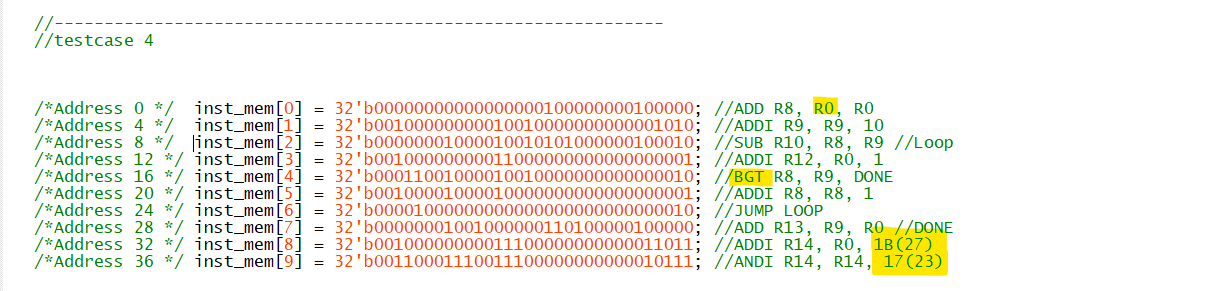 //-------------------------------------------------------------
//testcase 4
/*Address 0 */  inst_mem[0] = 32'b00000000000000000100000000100000; //ADD R8, R0, R0
/*Address 4 */  inst_mem[1] = 32'b00100000000010010000000000001010; //ADDI R9, R9, 10
/*Address 8 */  inst_mem[2] = 32'b00000001000010010101000000100010; //SUB R10, R8, R9 //Loop
/*Address 12 */ inst_mem[3] = 32'b00100000000011000000000000000001; //ADDI R12, R0, 1
/*Address 16 */ inst_mem[4] = 32'b00011001000010010000000000000010; //BGT R8, R9, DONE
/*Address 20 */ inst_mem[5] = 32'b00100001000010000000000000000001; //ADDI R8, R8, 1
/*Address 24 */ inst_mem[6] = 32'b00001000000000000000000000000010; //JUMP LOOP
/*Address 28 */ inst_mem[7] = 32'b00000001001000000110100000100000; //ADD R13, R9, R0 //DONE
/*Address 32 */ inst_mem[8] = 32'b00100000000011100000000000011011; //ADDI R14, R0, 1B(27)
/*Address 36 */ inst_mem[9] = 32'b00110001110011100000000000010111; //ANDI R14, R14, 17(23)